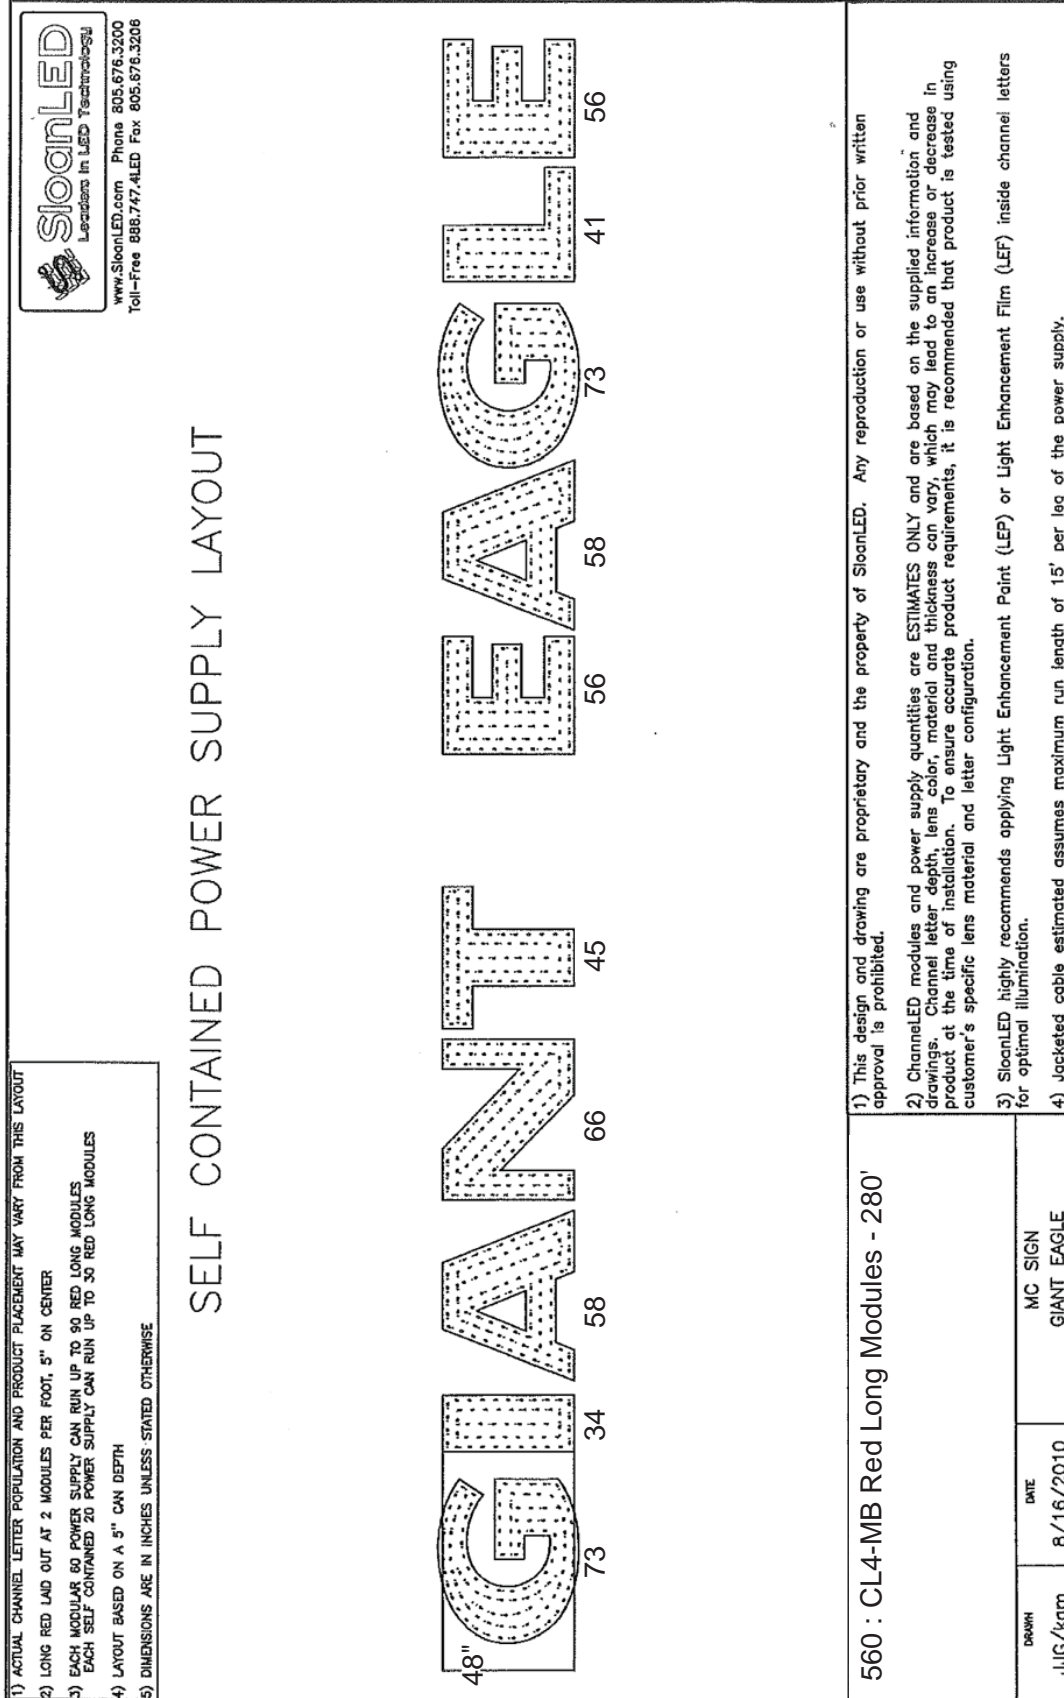 1) ACTUAL CHANNEL LETTER POPULATION AND PRODUCT PLACEMENT MAY VARY FROM THIS LAYOUT
2) LONG RED LAID OUT AT 2 MODULES PER FOOT, 5" ON CENTER
3) EACH MODULAR 60 POWER SUPPLY CAN RUN UP TO 90 RED LONG MODULES
EACH SELF CONTAINED 20 POWER SUPPLY CAN RUN UP TO 30 RED LONG MODULES
4) LAYOUT BASED ON A 5" CAN DEPTH
5) DIMENSIONS ARE IN INCHES UNLESS STATED OTHERWISE
SloanLED
Leaders in LED Technology
www.SloanLED.com Phone 805.676.3200
Toll-Free 888.747.4LED Fax 805.676.3206
SELF CONTAINED POWER SUPPLY LAYOUT
GIANT EAGLE
48"
73 34 58 66 45 56 58 73 41 56
560 : CL4-MB Red Long Modules - 280'
DRAWN
JJG/kam
DATE
8/16/2010
MC SIGN
GIANT EAGLE
1) This design and drawing are proprietary and the property of SloanLED. Any reproduction or use without prior written
approval is prohibited.
2) ChanneLED modules and power supply quantities are ESTIMATES ONLY and are based on the supplied information and
drawings. Channel letter depth, lens color, material and thickness can vary, which may lead to an increase or decrease in
product at the time of installation. To ensure accurate product requirements, it is recommended that product is tested using
customer's specific lens material and letter configuration.
3) SloanLED highly recommends applying Light Enhancement Paint (LEP) or Light Enhancement Film (LEF) inside channel letters
for optimal illumination.
4) Jacketed cable estimated assumes maximum run length of 15' per leg of the power supply.